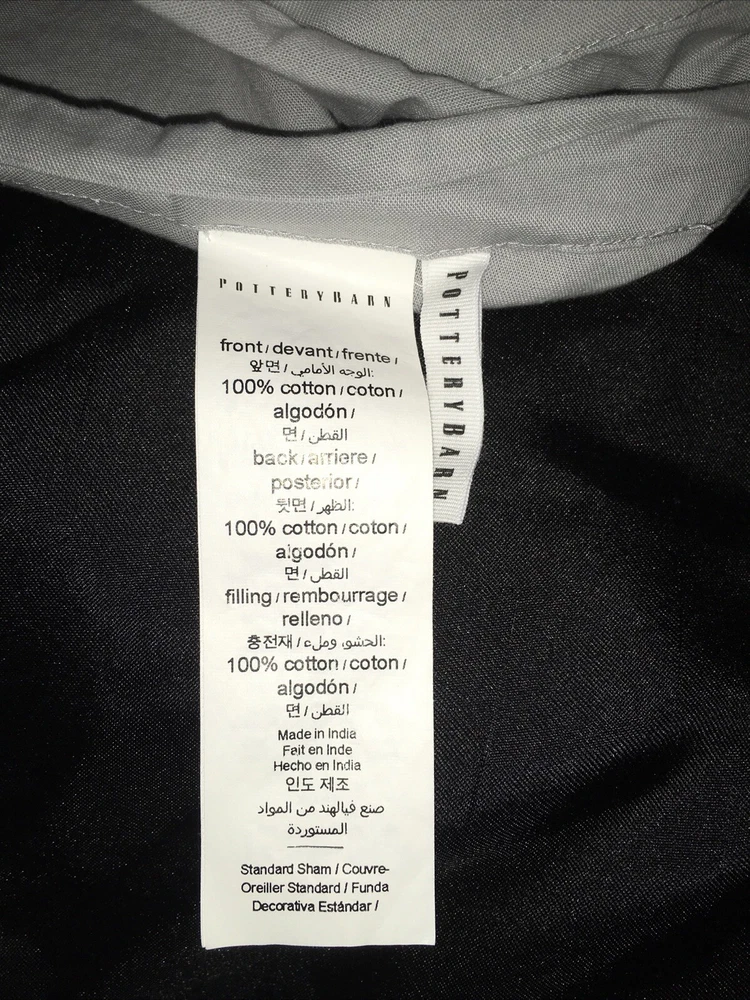 POTTERYBARN
front / devant / frente /
앞면 / الوجه الأمامي:
100% cotton / coton /
algodón /
면 / القطن
back / arriere /
posterior /
뒷면 / الظهر:
100% cotton / coton /
algodón /
면 / القطن
filling / rembourrage /
relleno /
충전재 / الحشو، وملء:
100% cotton / coton /
algodón /
면 / القطن
Made in India
Fait en Inde
Hecho en India
인도 제조
صنع فيالهند من المواد
المستوردة
Standard Sham / Couvre-
Oreiller Standard / Funda
Decorativa Estándar /
POTTERYBARN